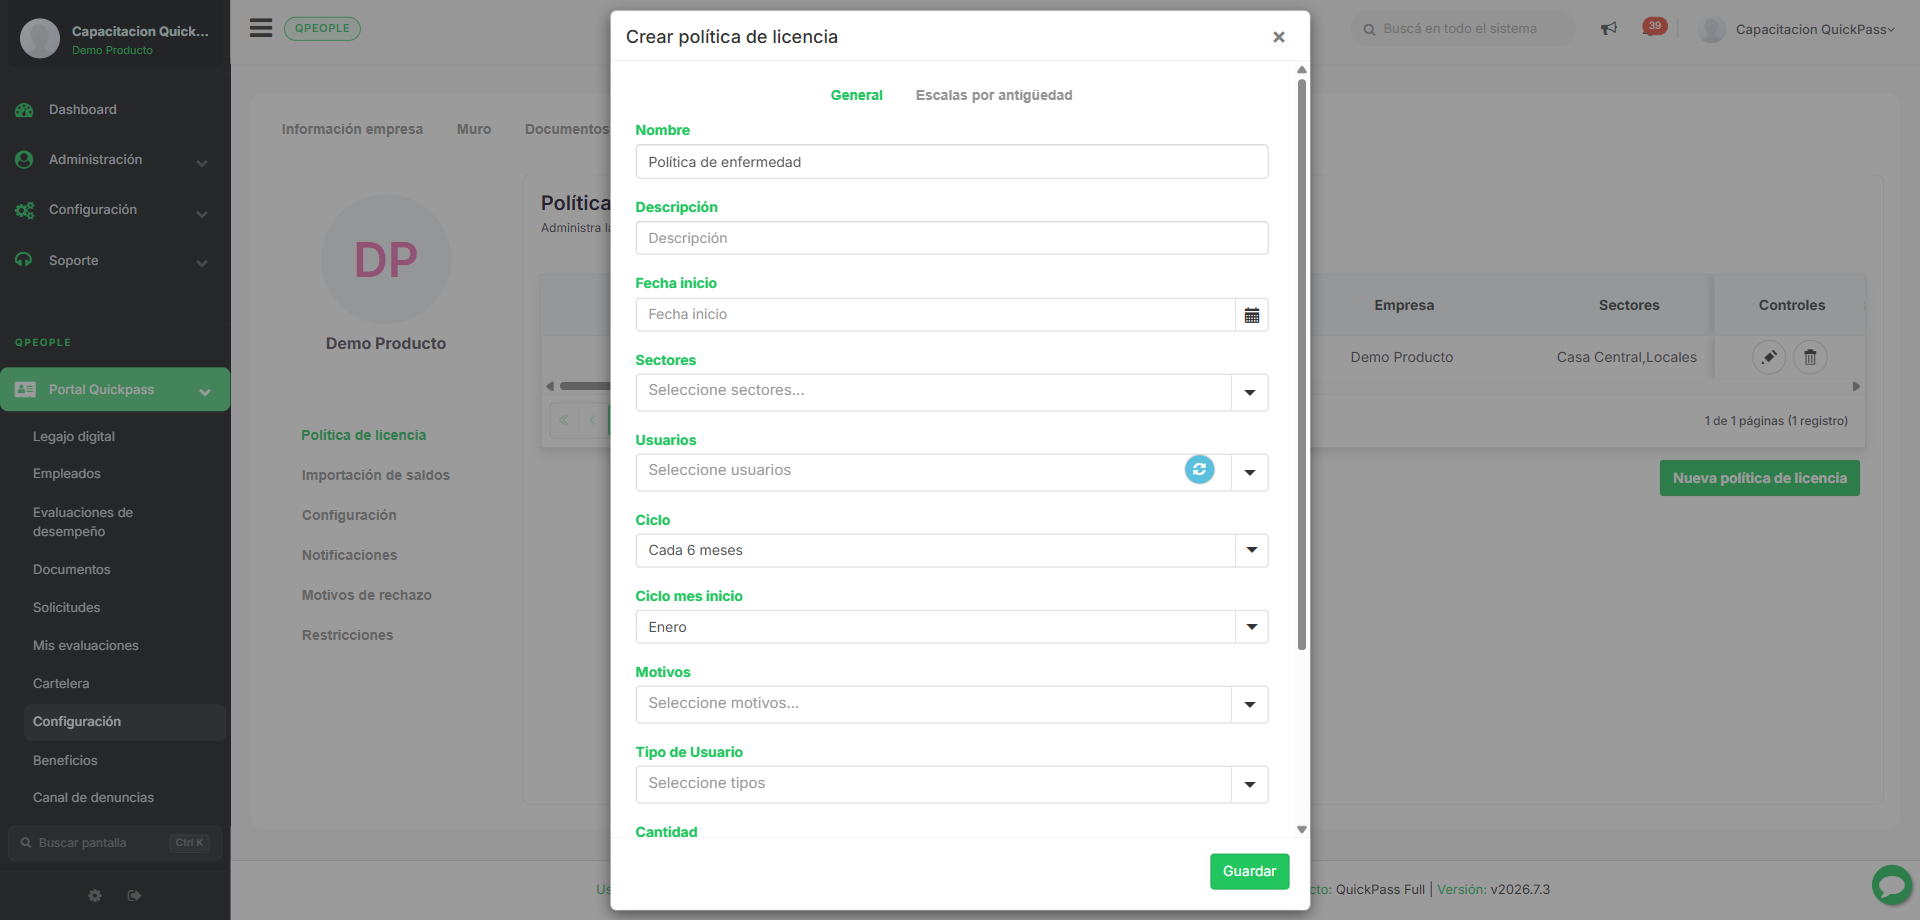 Capacitacion Quick...
Demo Producto
Dashboard
Administración
Configuración
Soporte
QPEOPLE
Portal Quickpass
Legajo digital
Empleados
Evaluaciones de
desempeño
Documentos
Solicitudes
Mis evaluaciones
Cartelera
Configuración
Beneficios
Canal de denuncias
Buscar pantalla
Ctrl K
QPEOPLE
Buscá en todo el sistema
39
Capacitacion QuickPass
Información empresa
Muro
Documentos
DP
Demo Producto
Política de licencia
Importación de saldos
Configuración
Notificaciones
Motivos de rechazo
Restricciones
Política
Administra
Empresa
Sectores
Controles
Demo Producto
Casa Central,Locales
1 de 1 páginas (1 registro)
Nueva política de licencia
Crear política de licencia
×
General
Escalas por antigüedad
Nombre
Política de enfermedad
Descripción
Descripción
Fecha inicio
Fecha inicio
Sectores
Seleccione sectores...
Usuarios
Seleccione usuarios
Ciclo
Cada 6 meses
Ciclo mes inicio
Enero
Motivos
Seleccione motivos...
Tipo de Usuario
Seleccione tipos
Cantidad
Guardar
Us
cto: QuickPass Full | Versión: v2026.7.3